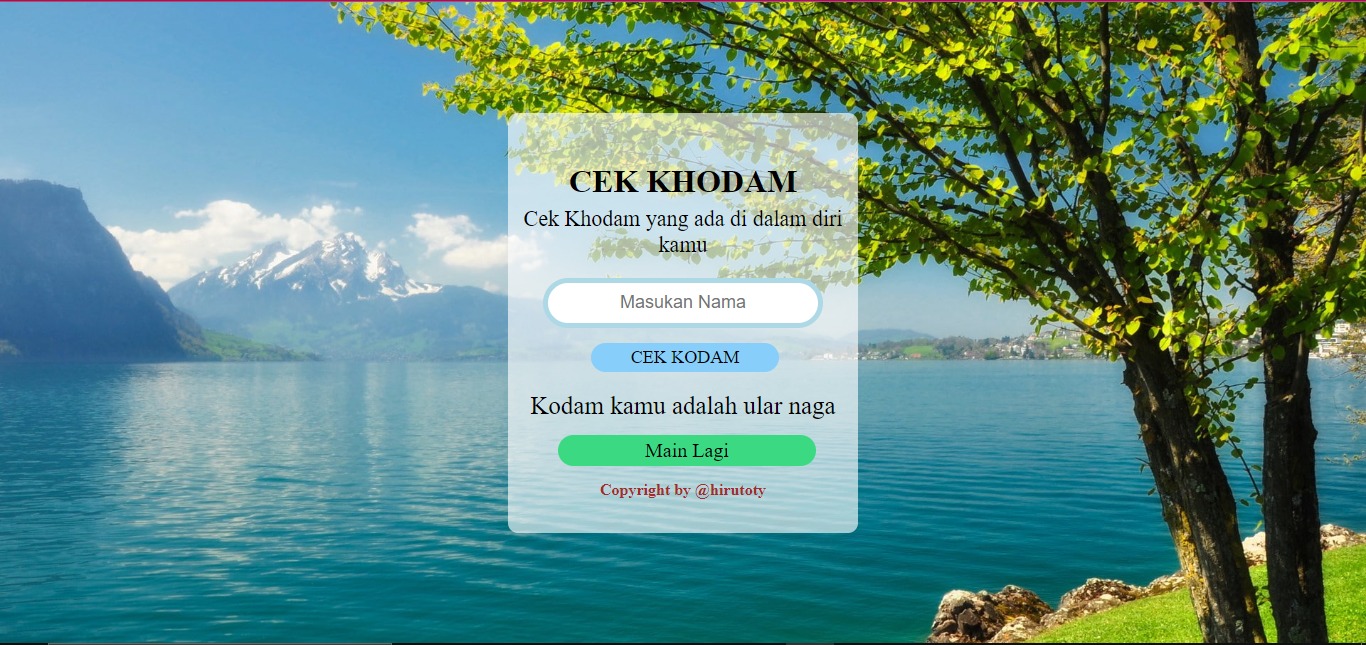 CEK KHODAM
Cek Khodam yang ada di dalam diri
kamu
Masukan Nama
CEK KODAM
Kodam kamu adalah ular naga
Main Lagi
Copyright by @hirutoty